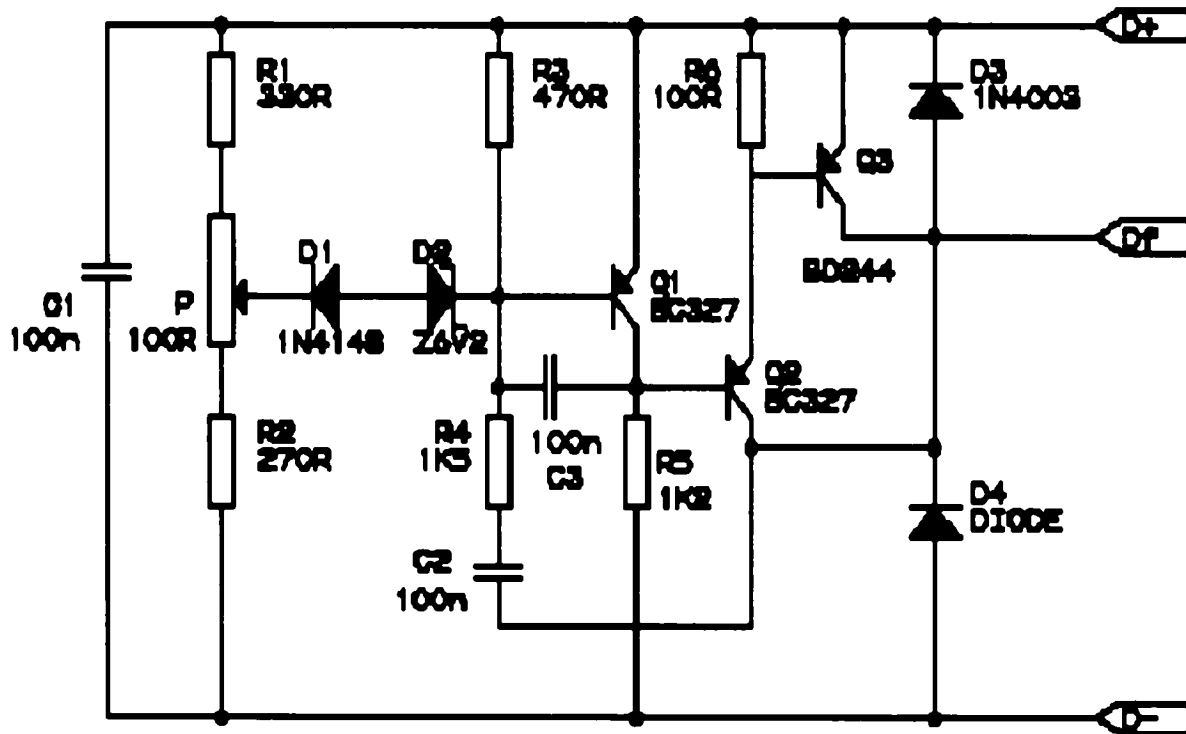 D+
R1
330R
R3
470R
R6
100R
D3
1N4003
Q3
Df
BD244
D1
1N4148
D2
Z6V2
Q1
BC327
C1
100n
P
100R
Q2
BC327
R2
270R
R4
1K5
100n
C3
R5
1K2
D4
DIODE
C2
100n
D-